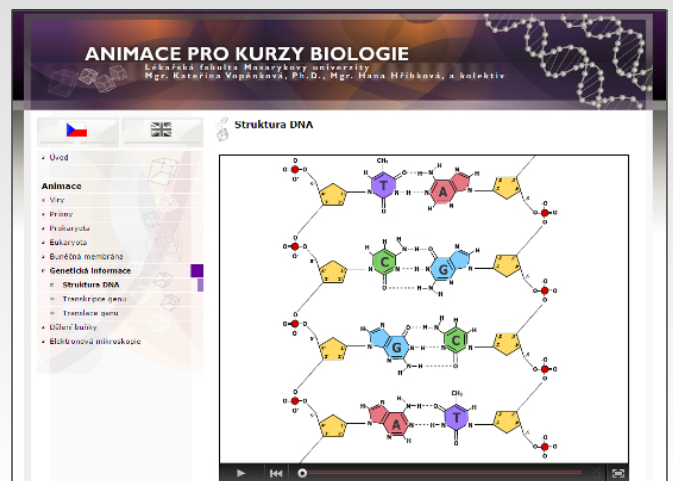 ANIMACE PRO KURZY BIOLOGIE
Lékařská fakulta Masarykovy univerzity
Mgr. Kateřina Vopěnková, Ph.D., Mgr. Hana Hříbková, a kolektiv
Úvod
Animace
Viry
Priony
Prokaryota
Eukaryota
Buněčná membrána
Genetická informace
Struktura DNA
Transkripce genu
Translace genu
Dělení buňky
Elektronová mikroskopie
Struktura DNA
CH₃
T
A
C
G
G
C
CH₃
A
T